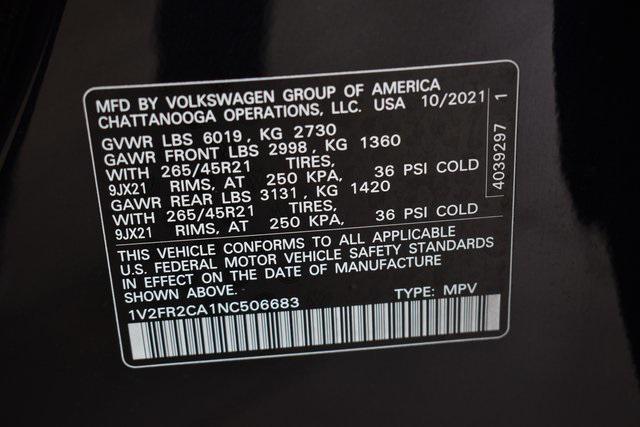 MFD BY VOLKSWAGEN GROUP OF AMERICA
CHATTANOOGA OPERATIONS, LLC. USA 10/2021
GVWR LBS 6019, KG 2730
GAWR FRONT LBS 2998, KG 1360
WITH 265/45R21 TIRES,
9JX21 RIMS, AT 250 KPA, 36 PSI COLD
GAWR REAR LBS 3131, KG 1420
WITH 265/45R21 TIRES,
9JX21 RIMS, AT 250 KPA, 36 PSI COLD
THIS VEHICLE CONFORMS TO ALL APPLICABLE
U.S. FEDERAL MOTOR VEHICLE SAFETY STANDARDS
IN EFFECT ON THE DATE OF MANUFACTURE
SHOWN ABOVE.
1V2FR2CA1NC506683 TYPE: MPV
4039297 1